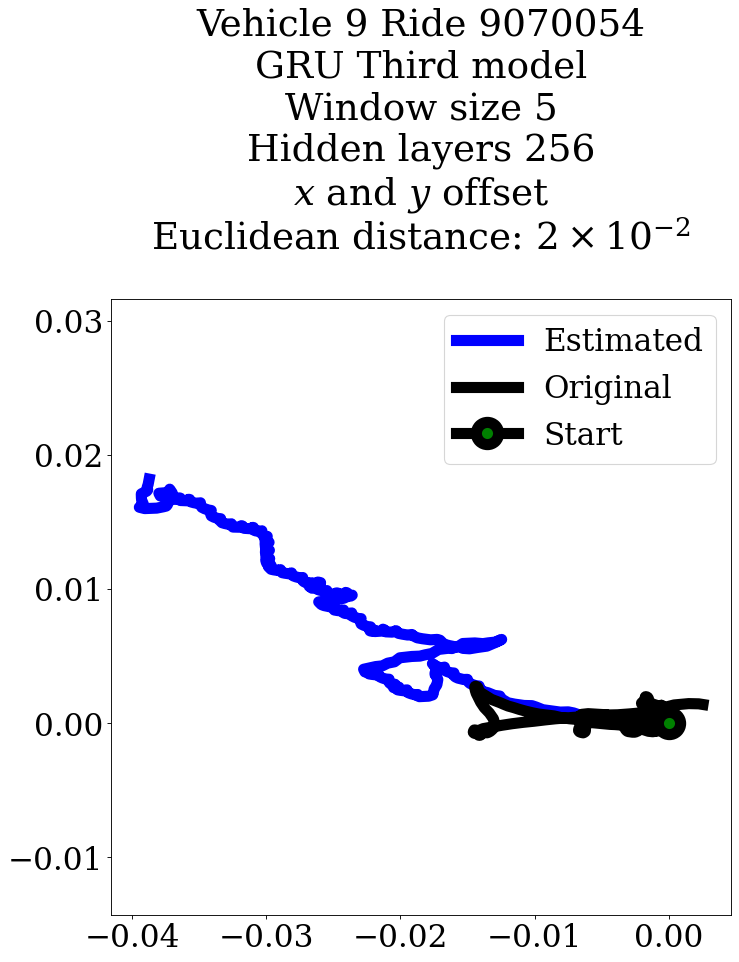 Vehicle 9 Ride 9070054
GRU Third model
Window size 5
Hidden layers 256
x and y offset
Euclidean distance: 2 × 10⁻²
Estimated
Original
Start
0.03
0.02
0.01
0.00
−0.01
−0.04 −0.03 −0.02 −0.01 0.00